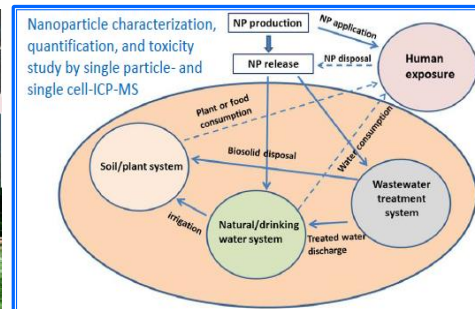 Nanoparticle characterization,
quantification, and toxicity
study by single particle- and
single cell-ICP-MS
NP production
NP application
NP release
NP disposal
Human
exposure
Plant or food
consumption
Water consumption
Soil/plant system
Biosolid disposal
Wastewater
treatment
system
irrigation
Natural/drinking
water system
Treated water
discharge